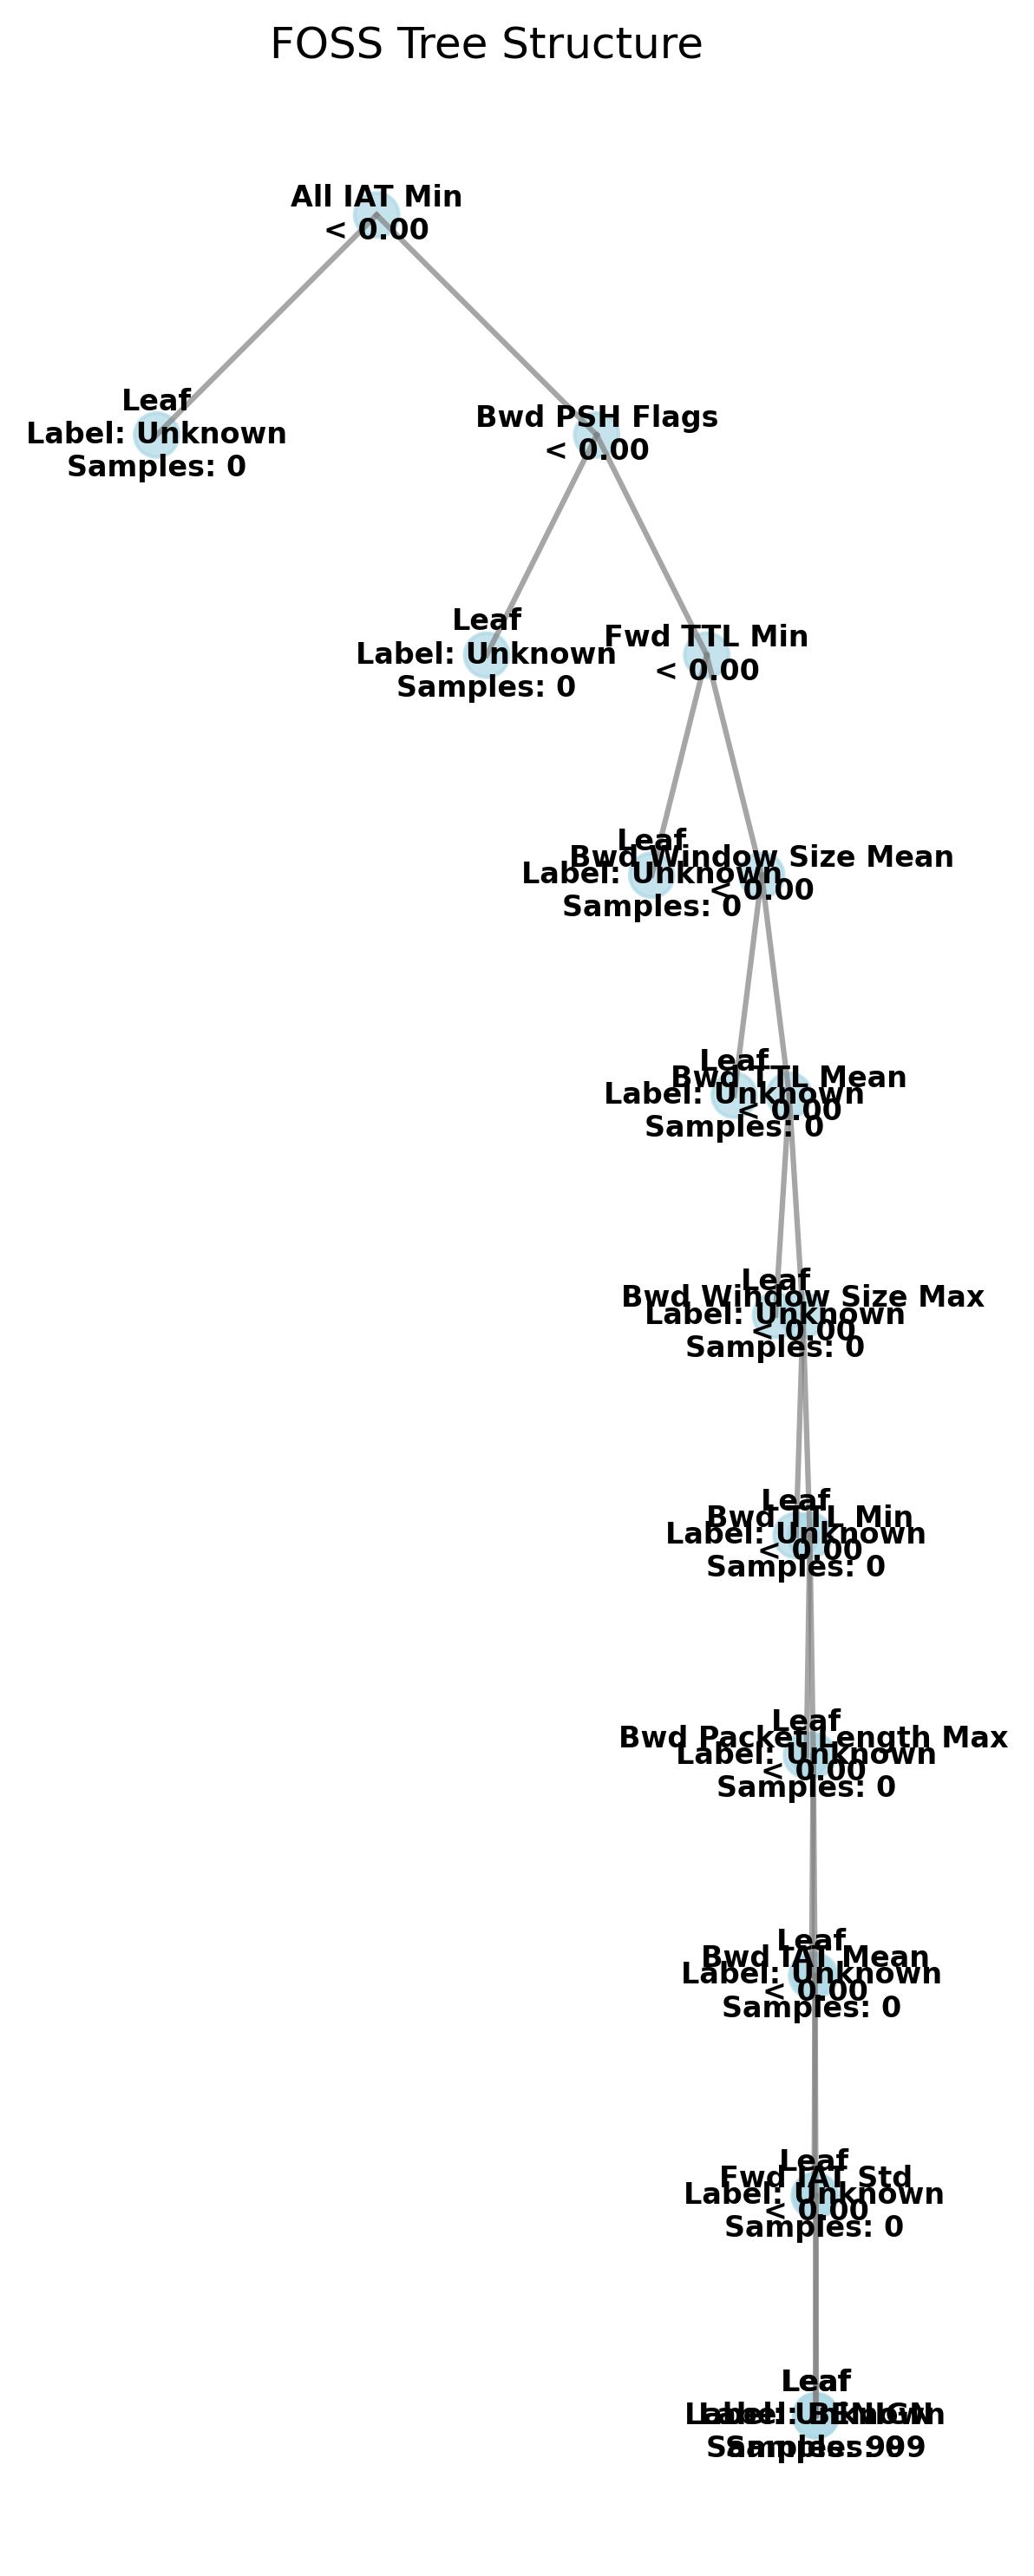 FOSS Tree Structure
All IAT Min
< 0.00
Leaf
Label: Unknown
Samples: 0
Bwd PSH Flags
< 0.00
Leaf
Label: Unknown
Samples: 0
Fwd TTL Min
< 0.00
Leaf
Label: Unknown
Samples: 0
Bwd Window Size Mean
< 0.00
Leaf
Label: Unknown
Samples: 0
Bwd TTL Mean
< 0.00
Leaf
Label: Unknown
Samples: 0
Bwd Window Size Max
< 0.00
Leaf
Label: Unknown
Samples: 0
Bwd TTL Min
< 0.00
Leaf
Label: Unknown
Samples: 0
Bwd Packet Length Max
< 0.00
Leaf
Label: Unknown
Samples: 0
Bwd IAT Mean
< 0.00
Leaf
Label: Unknown
Samples: 0
Fwd IAT Std
< 0.00
Leaf
Label: Unknown
Samples: 0
Leaf
Label: BENIGN
Samples: